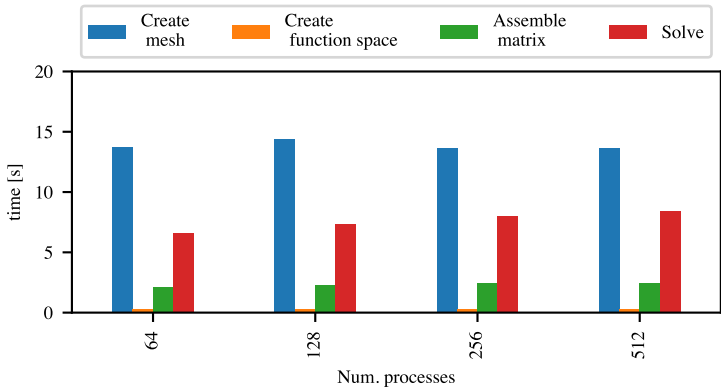 Create
mesh
Create
function space
Assemble
matrix
Solve
20
15
10
5
0
time [s]
64
128
256
512
Num. processes